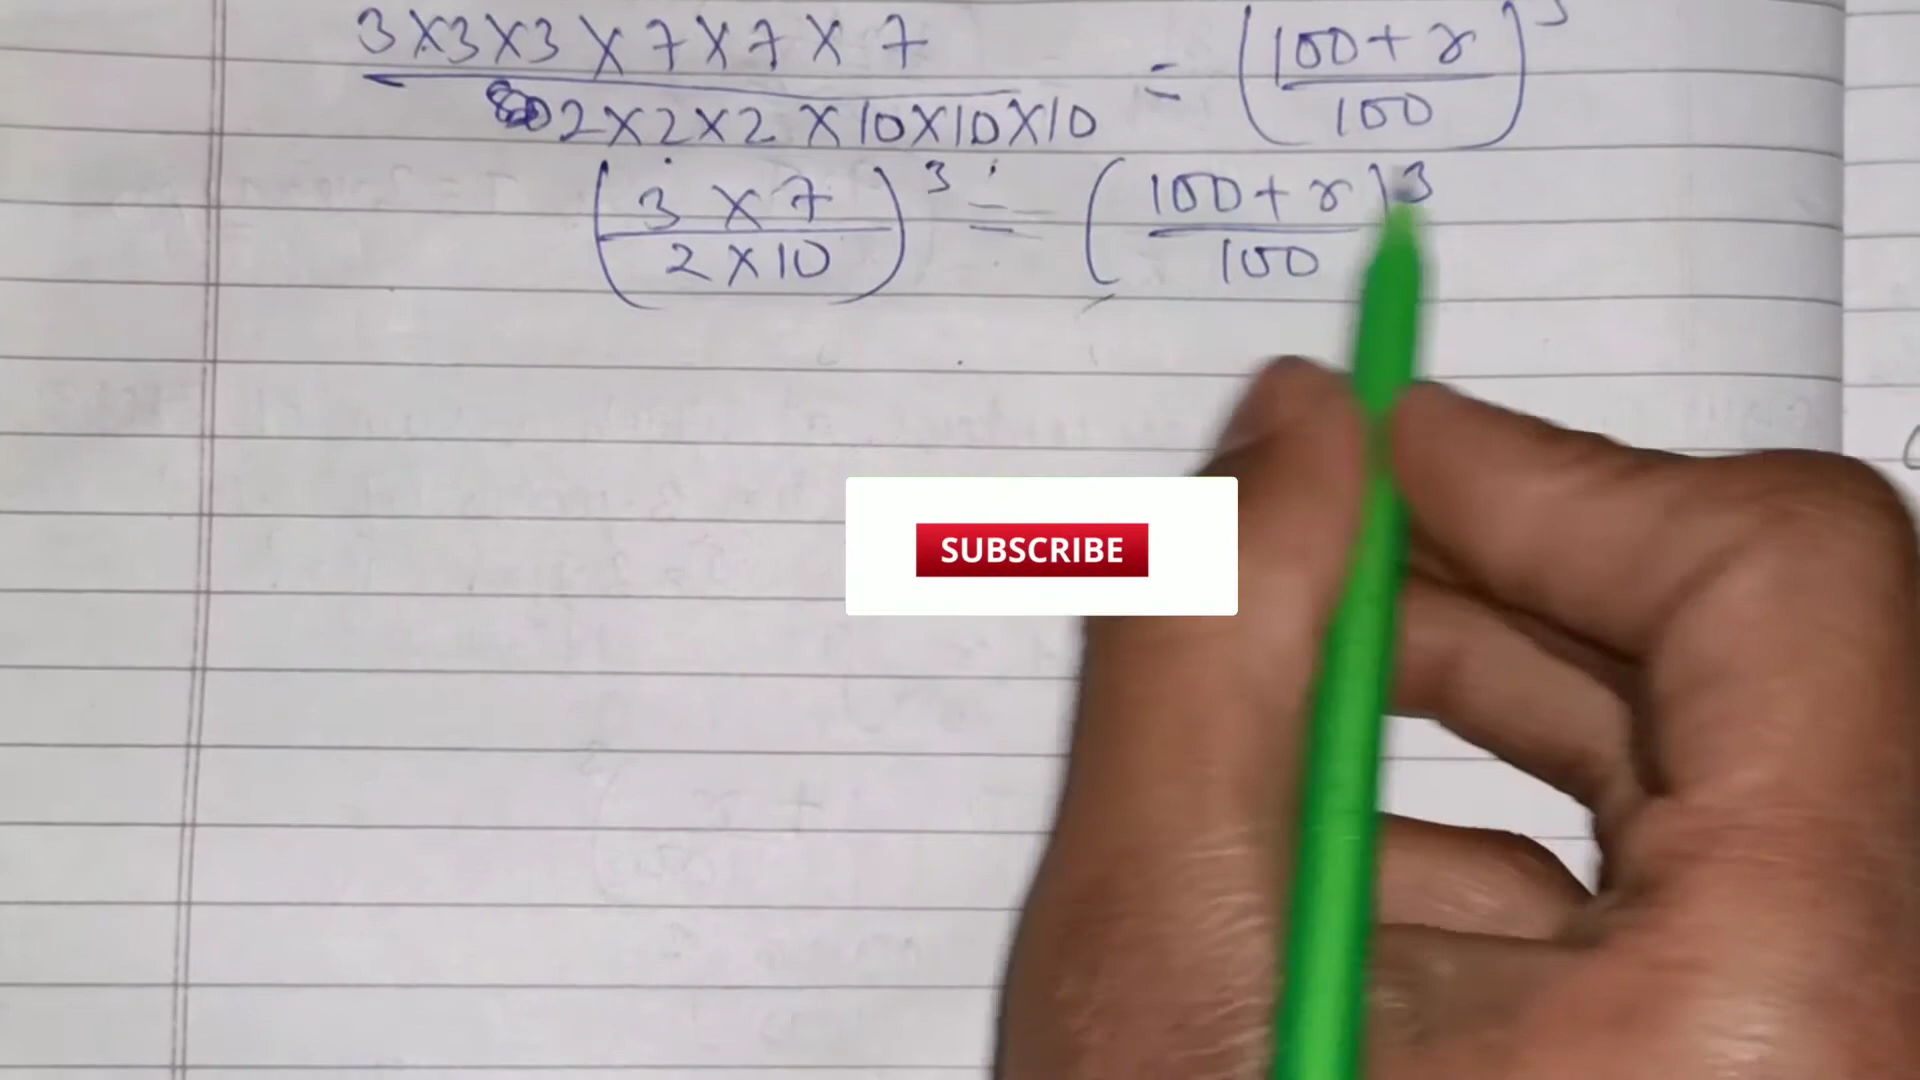 3×3×3×7×7×7 / 2×2×2×10×10×10 = (100+r / 100)³
(3×7 / 2×10)³ = (100+r / 100)³
SUBSCRIBE